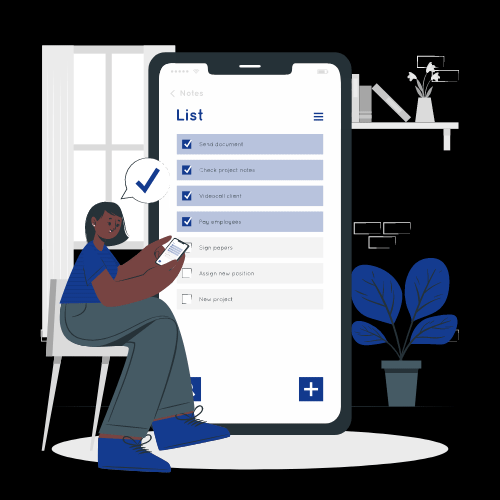 Notes
List
Send document
Check project notes
Videocall client
Pay employees
Sign papers
Assign new position
New project